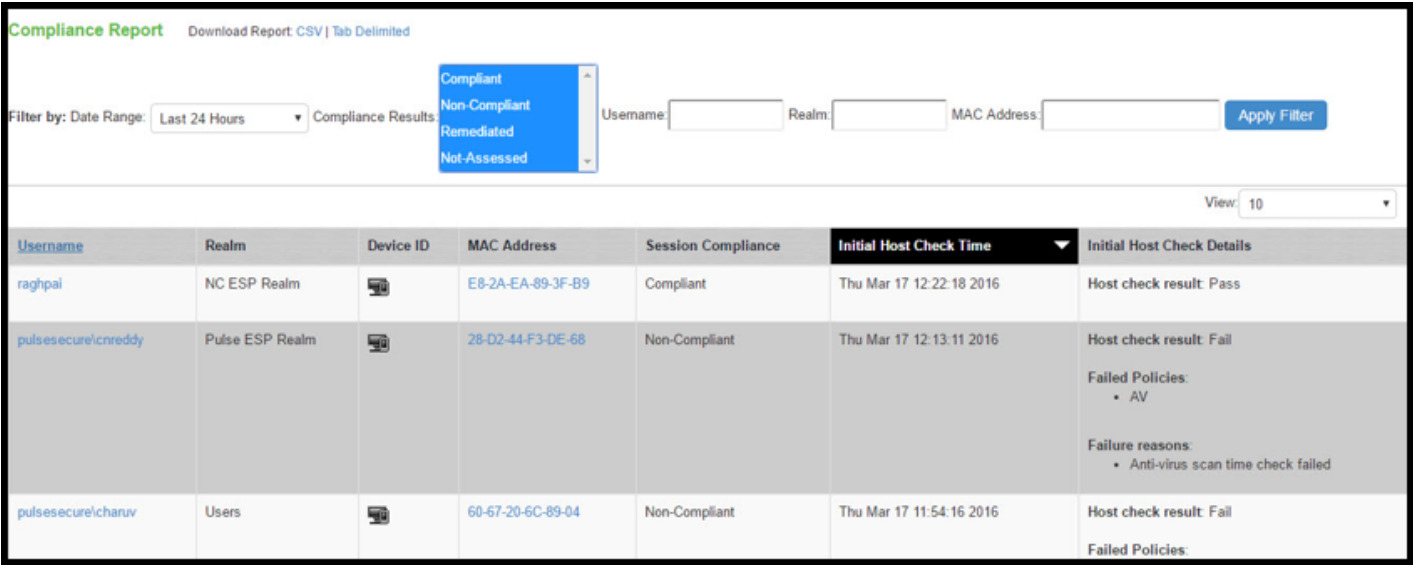 Compliance Report Download Report: CSV | Tab Delimited
Compliant
Non-Compliant
Remediated
Not-Assessed
Filter by: Date Range: Last 24 Hours Compliance Results: Username: Realm: MAC Address: Apply Filter
View: 10
Username Realm Device ID MAC Address Session Compliance Initial Host Check Time Initial Host Check Details
raghpai NC ESP Realm E8-2A-EA-89-3F-B9 Compliant Thu Mar 17 12:22:18 2016 Host check result: Pass
pulsesecure\cnreddy Pulse ESP Realm 28-D2-44-F3-DE-68 Non-Compliant Thu Mar 17 12:13:11 2016 Host check result: Fail
Failed Policies:
• AV
Failure reasons:
• Anti-virus scan time check failed
pulsesecure\charuv Users 60-67-20-6C-89-04 Non-Compliant Thu Mar 17 11:54:16 2016 Host check result: Fail
Failed Policies: